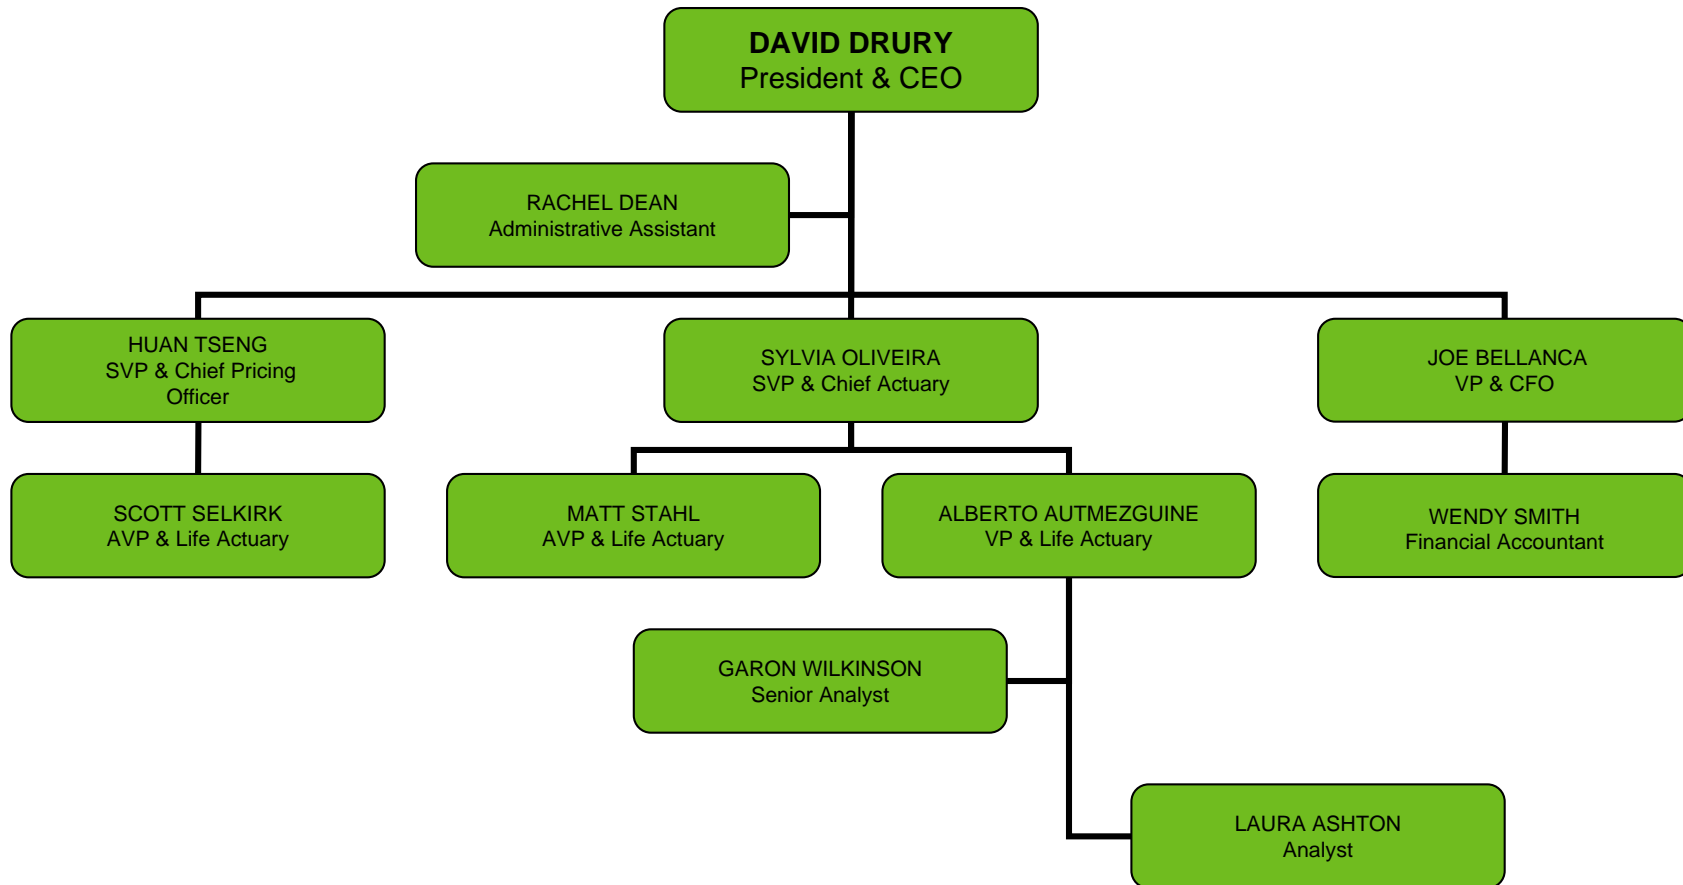 DAVID DRURY
President & CEO
RACHEL DEAN
Administrative Assistant
HUAN TSENG
SVP & Chief Pricing
Officer
SYLVIA OLIVEIRA
SVP & Chief Actuary
JOE BELLANCA
VP & CFO
SCOTT SELKIRK
AVP & Life Actuary
MATT STAHL
AVP & Life Actuary
ALBERTO AUTMEZGUINE
VP & Life Actuary
WENDY SMITH
Financial Accountant
GARON WILKINSON
Senior Analyst
LAURA ASHTON
Analyst